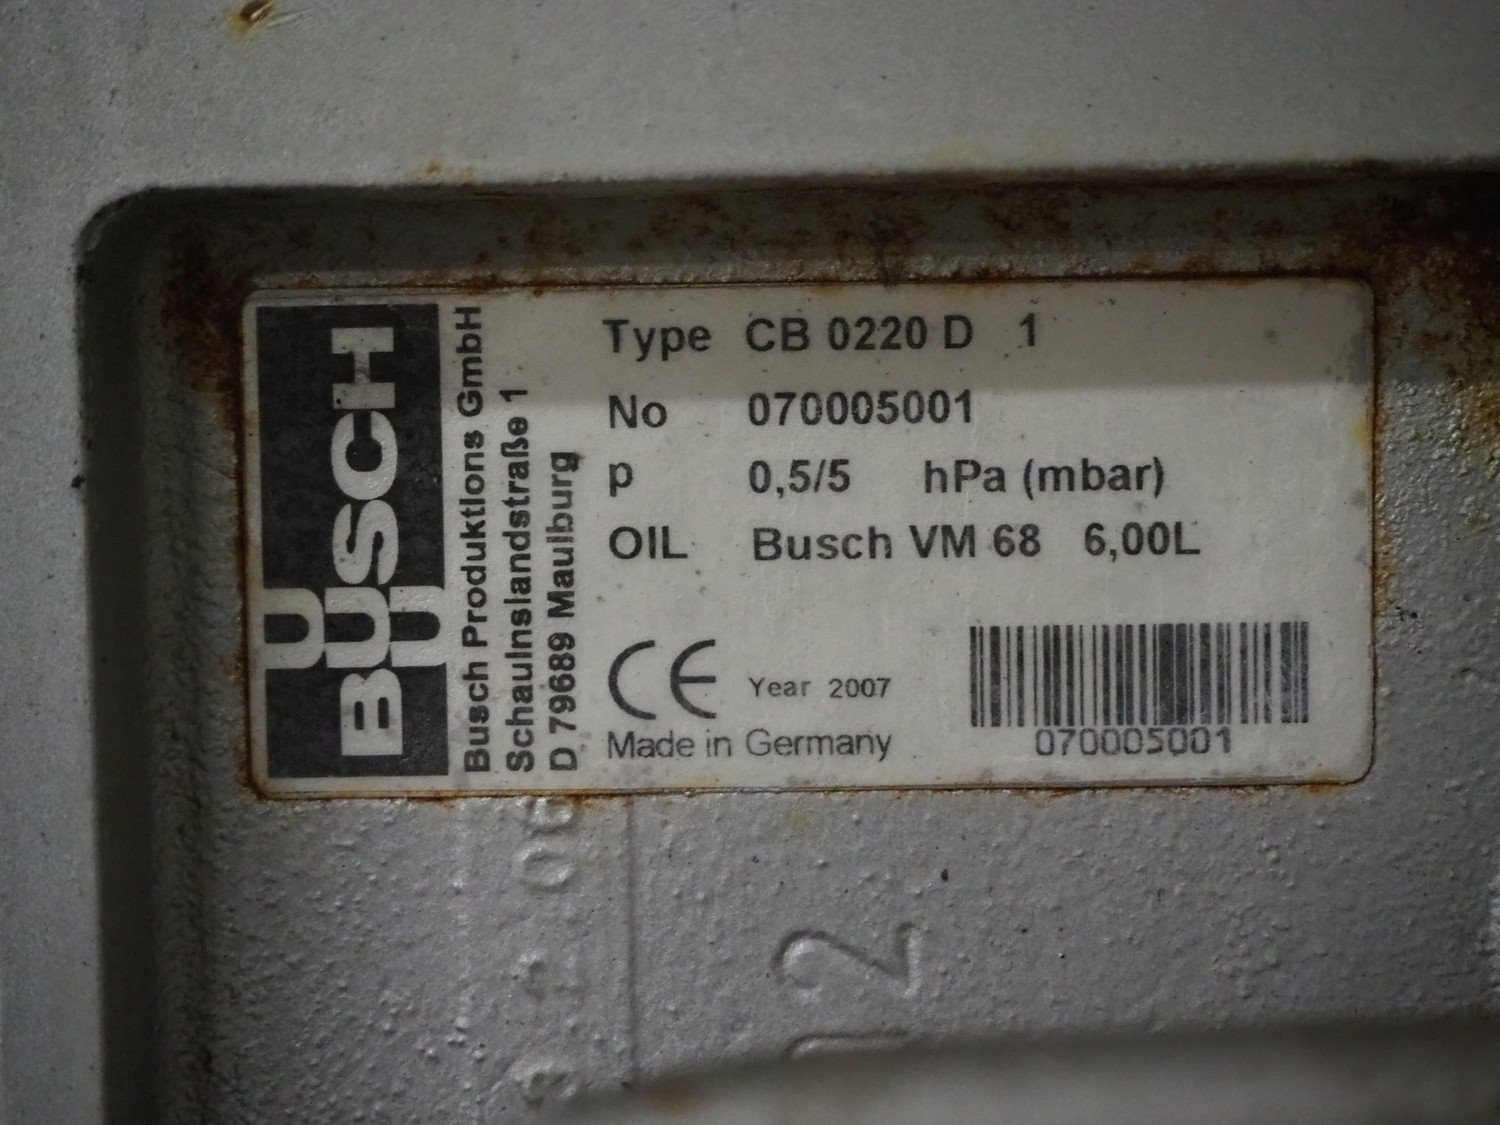 BUSCH
Busch Produktions GmbH
Schaulnslandstraße 1
D 79689 Maulburg
Type CB 0220 D 1
No 070005001
p 0,5/5 hPa (mbar)
OIL Busch VM 68 6,00L
CE Year 2007
Made in Germany
070005001